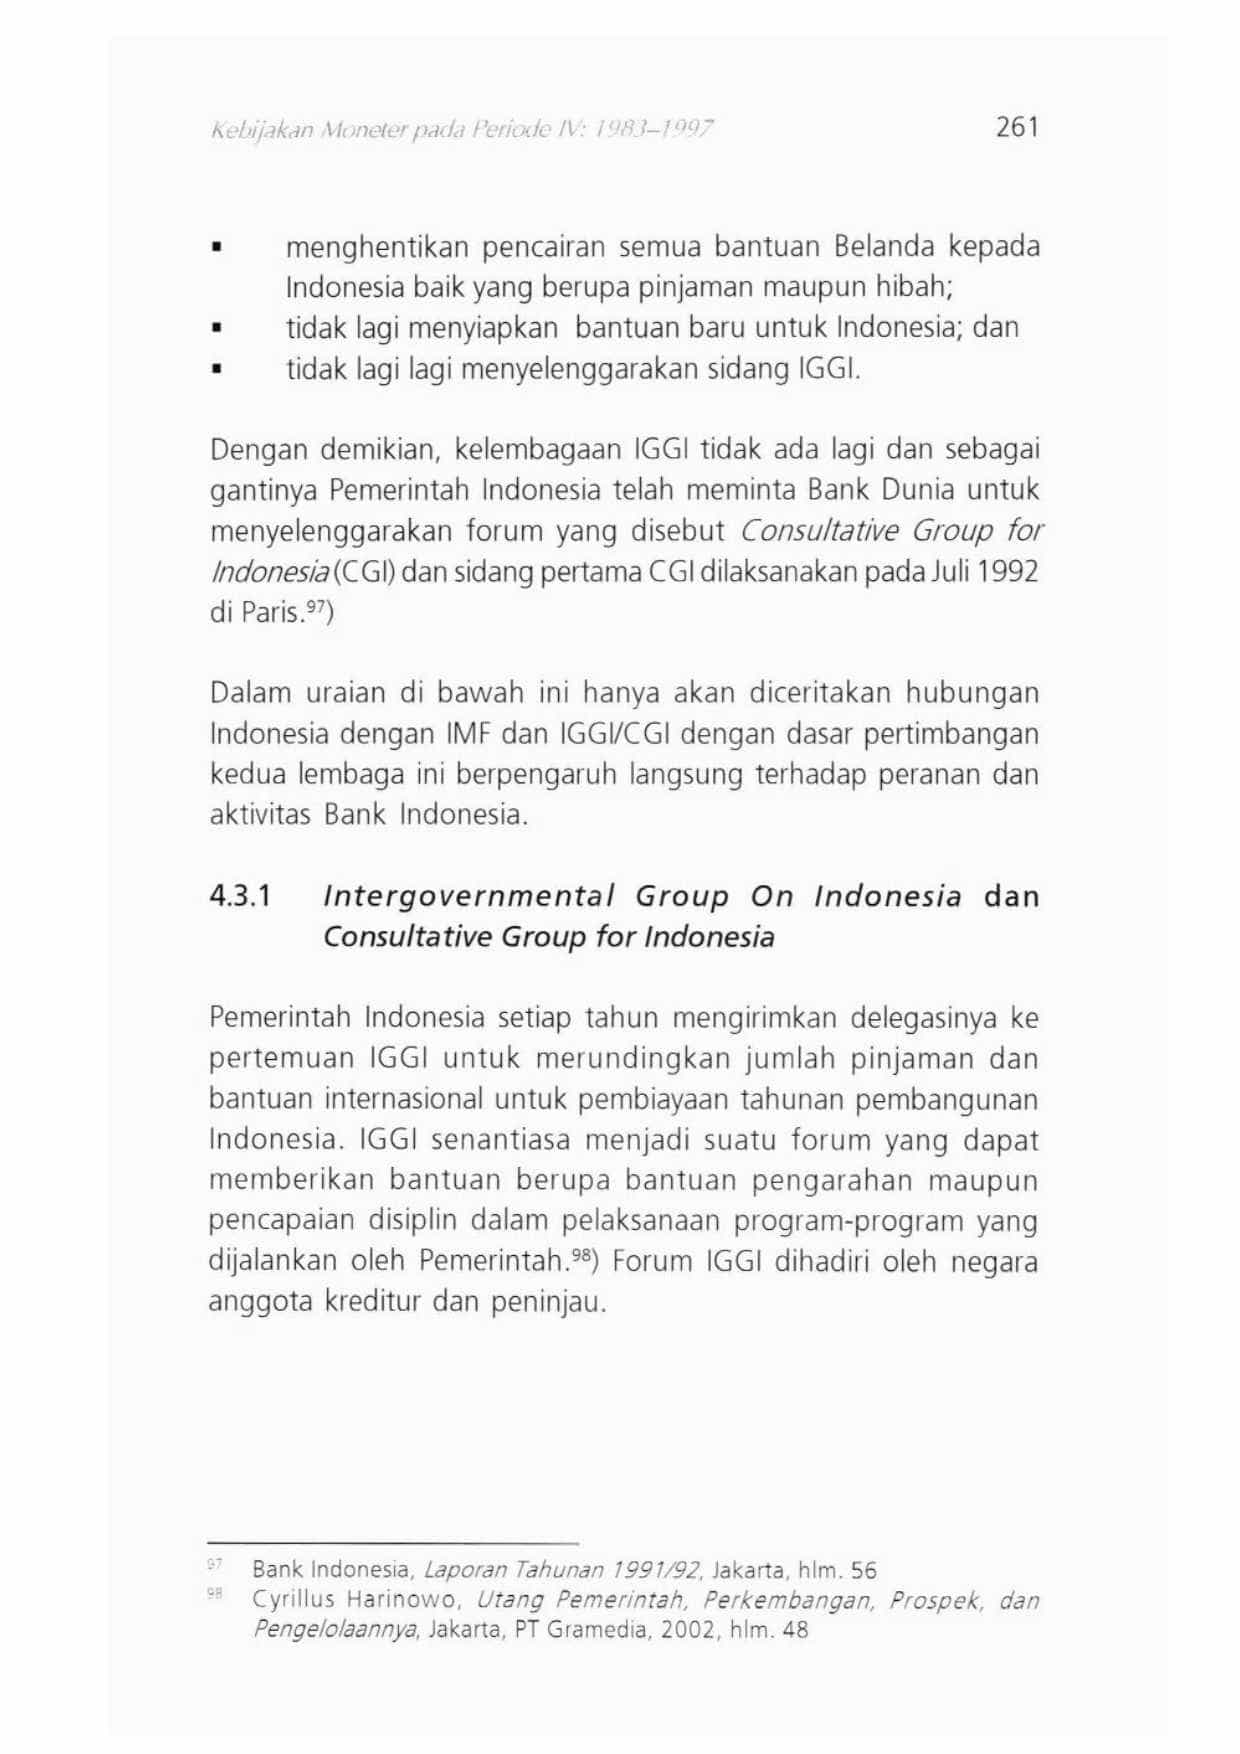 Kebijakan Moneter pada Periode IV: 1983–1997 261
▪ menghentikan pencairan semua bantuan Belanda kepada
Indonesia baik yang berupa pinjaman maupun hibah;
▪ tidak lagi menyiapkan bantuan baru untuk Indonesia; dan
▪ tidak lagi lagi menyelenggarakan sidang IGGI.
Dengan demikian, kelembagaan IGGI tidak ada lagi dan sebagai
gantinya Pemerintah Indonesia telah meminta Bank Dunia untuk
menyelenggarakan forum yang disebut Consultative Group for
Indonesia (CGI) dan sidang pertama CGI dilaksanakan pada Juli 1992
di Paris.⁹⁷)
Dalam uraian di bawah ini hanya akan diceritakan hubungan
Indonesia dengan IMF dan IGGI/CGI dengan dasar pertimbangan
kedua lembaga ini berpengaruh langsung terhadap peranan dan
aktivitas Bank Indonesia.
4.3.1 Intergovernmental Group On Indonesia dan
Consultative Group for Indonesia
Pemerintah Indonesia setiap tahun mengirimkan delegasinya ke
pertemuan IGGI untuk merundingkan jumlah pinjaman dan
bantuan internasional untuk pembiayaan tahunan pembangunan
Indonesia. IGGI senantiasa menjadi suatu forum yang dapat
memberikan bantuan berupa bantuan pengarahan maupun
pencapaian disiplin dalam pelaksanaan program-program yang
dijalankan oleh Pemerintah.⁹⁸) Forum IGGI dihadiri oleh negara
anggota kreditur dan peninjau.
⁹⁷ Bank Indonesia, Laporan Tahunan 1991/92, Jakarta, hlm. 56
⁹⁸ Cyrillus Harinowo, Utang Pemerintah, Perkembangan, Prospek, dan
Pengelolaannya, Jakarta, PT Gramedia, 2002, hlm. 48